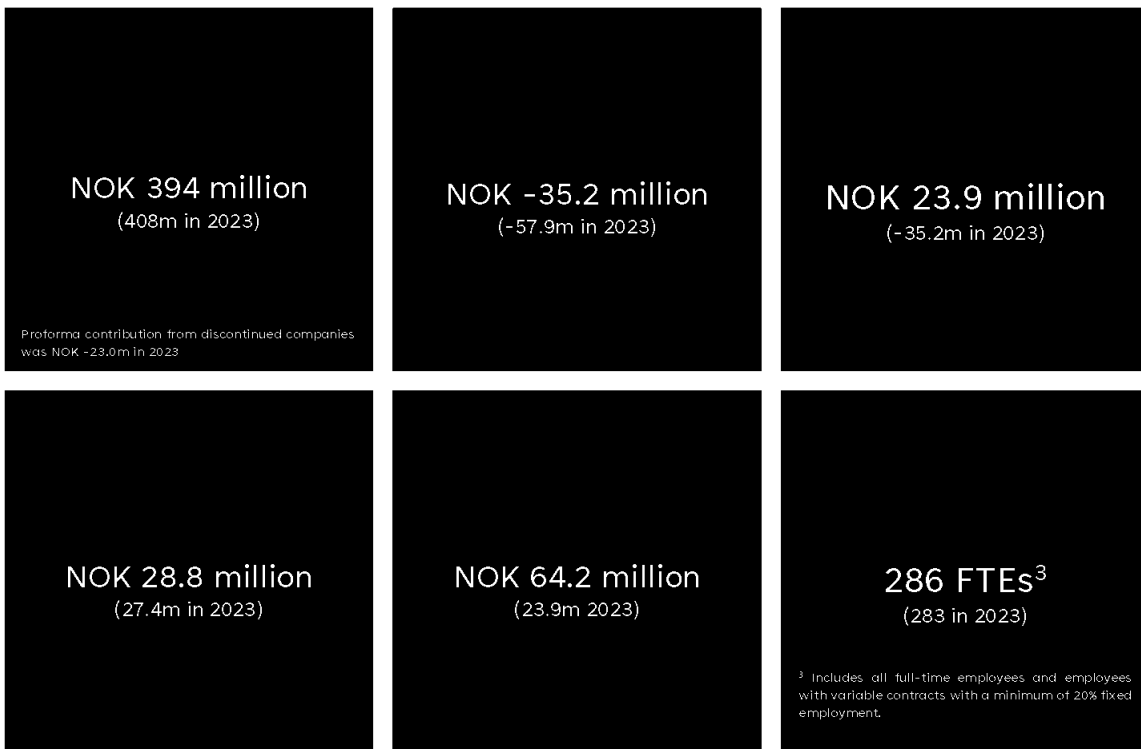 NOK 394 million
(408m in 2023)
Proforma contribution from discontinued companies
was NOK -23.0m in 2023
NOK -35.2 million
(-57.9m in 2023)
NOK 23.9 million
(-35.2m in 2023)
NOK 28.8 million
(27.4m in 2023)
NOK 64.2 million
(23.9m 2023)
286 FTEs³
(283 in 2023)
³ Includes all full-time employees and employees
with variable contracts with a minimum of 20% fixed
employment.